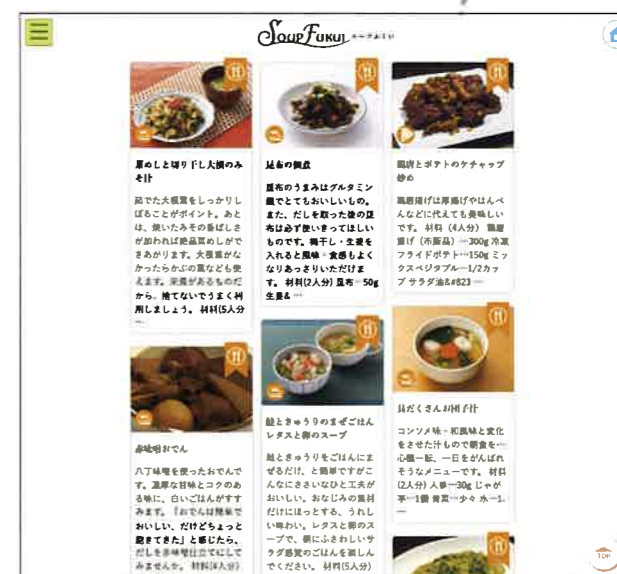 SOUP FUKUI スープふくい
菜めしと切り干し大根のみ
そ汁
茹でた大根葉をしっかりし
ぼることがポイント。あと
は、焼いたみその香ばしさ
が加われば絶品菜めしがで
きあがります。大根葉がな
かったらかぶの葉なども使
えます。栄養があるものだ
から、捨てないでうまく利
用しましょう。 材料(5人分)
…
昆布の佃煮
昆布のうまみはグルタミン
酸でとてもおいしいもの。
また、だしを取った後の昆
布は必ず使いきってほしい
ものです。梅干し・生姜を
入れると風味・食感もよく
なりあっさりいただけま
す。 材料(2人分) 昆布…50g
生姜& …
鶏唐とポテトのケチャップ
炒め
鶏唐揚げは厚揚げやはんぺ
んなどに代えても美味しい
です。 材料（4人分） 鶏唐
揚げ（市販品）…300g 冷凍
フライドポテト…150g ミッ
クスベジタブル…1/2カッ
プ サラダ油&#823 …
赤味噌おでん
八丁味噌を使ったおでんで
す。濃厚な甘味とコクのあ
る味に、白いごはんがすす
みます。「おでんは簡単で
おいしい、だけどちょっと
飽きてきた」と感じたら、
だしを赤味噌仕立てにして
みませんか。 材料(4人分)
鮭ときゅうりのまぜごはん
レタスと卵のスープ
鮭ときゅうりをごはんにま
ぜるだけ、と簡単ですがこ
んなにささいなひと工夫が
おいしい。おなじみの具材
だけにほっとする、うれし
い味わい。レタスと卵のス
ープで、朝にふさわしいサ
ラダ感覚のごはんを楽しん
でください。 材料(5人分)
具だくさんお団子汁
コンソメ味・和風味と変化
をさせた汁もので朝食を…
心機一転、一日をがんばれ
そうなメニューです。 材料
(2人分) 人参…30g じゃが
芋…1個 青菜…少々 水…1.
…
TOP